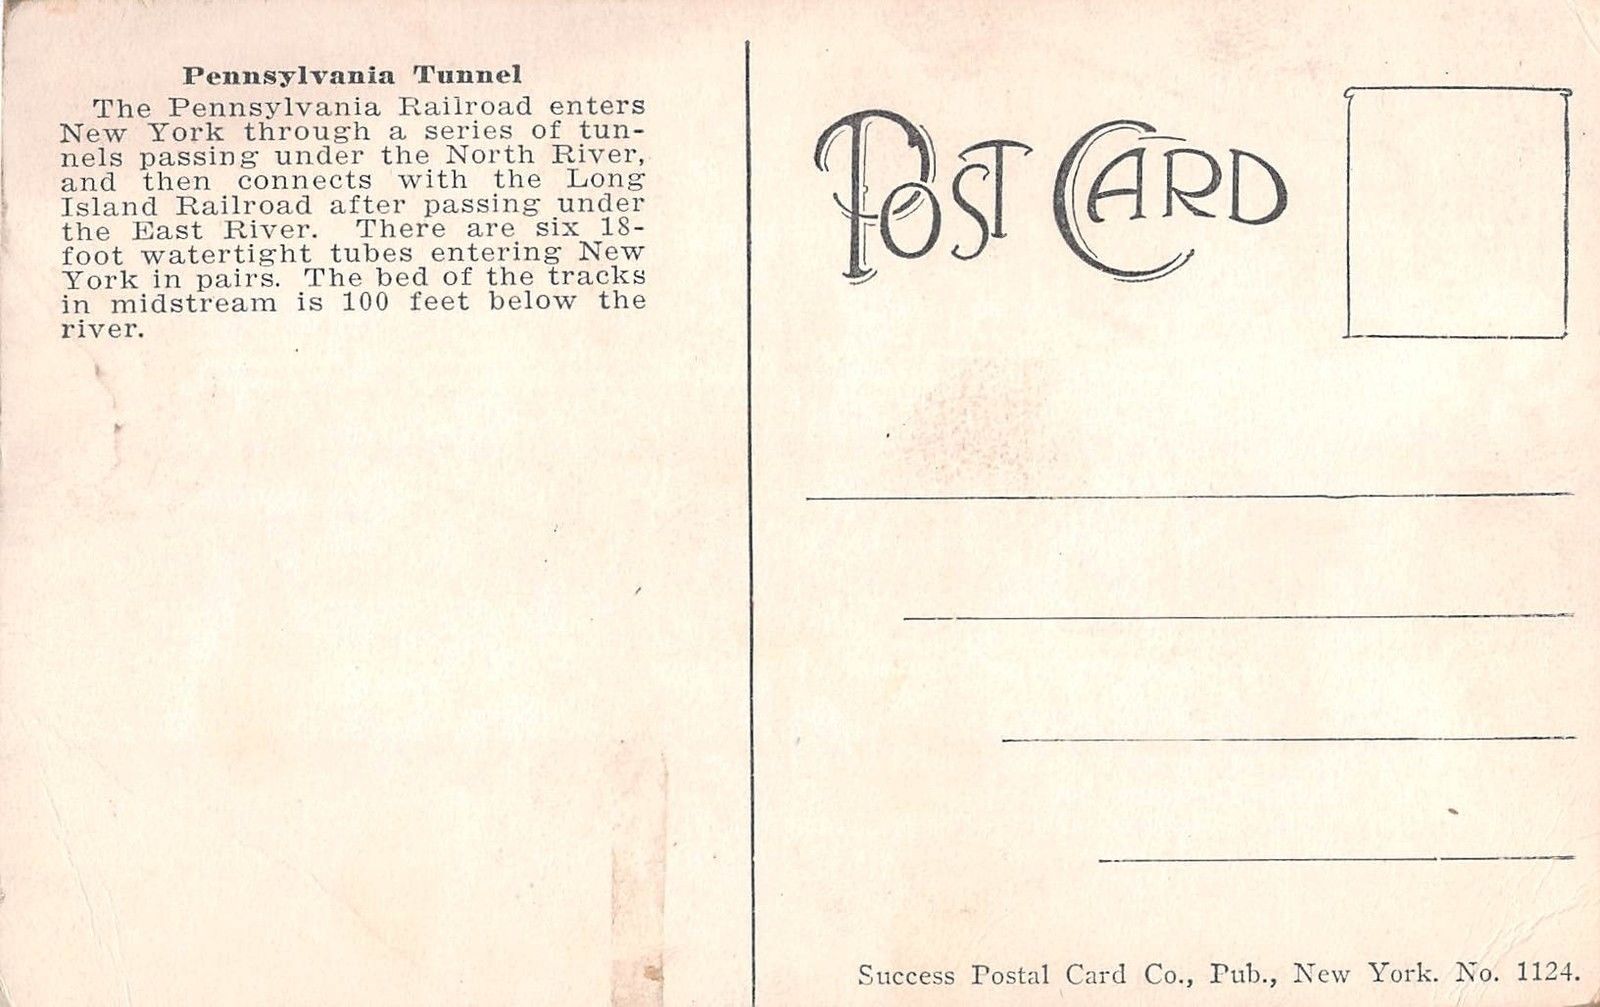 Pennsylvania Tunnel
The Pennsylvania Railroad enters
New York through a series of tun-
nels passing under the North River,
and then connects with the Long
Island Railroad after passing under
the East River. There are six 18-
foot watertight tubes entering New
York in pairs. The bed of the tracks
in midstream is 100 feet below the
river.
POST CARD
Success Postal Card Co., Pub., New York. No. 1124.